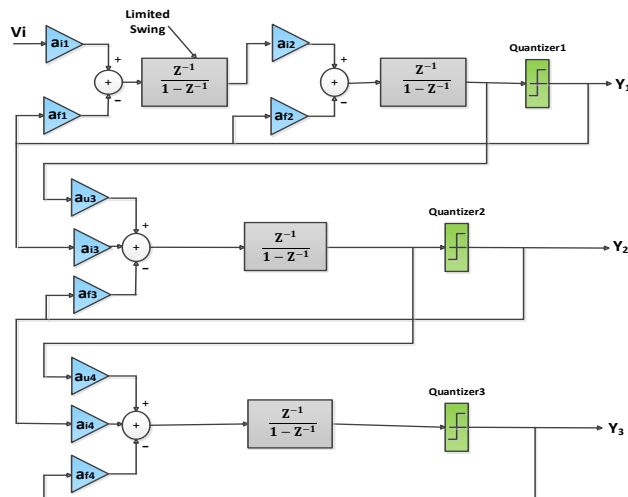 Limited
Swing
Vi
ai1
+
+
−
Z⁻¹
1 − Z⁻¹
ai2
+
+
−
Z⁻¹
1 − Z⁻¹
Quantizer1
Y1
af1
af2
au3
+
ai3
+
−
af3
Z⁻¹
1 − Z⁻¹
Quantizer2
Y2
au4
+
ai4
+
−
af4
Z⁻¹
1 − Z⁻¹
Quantizer3
Y3